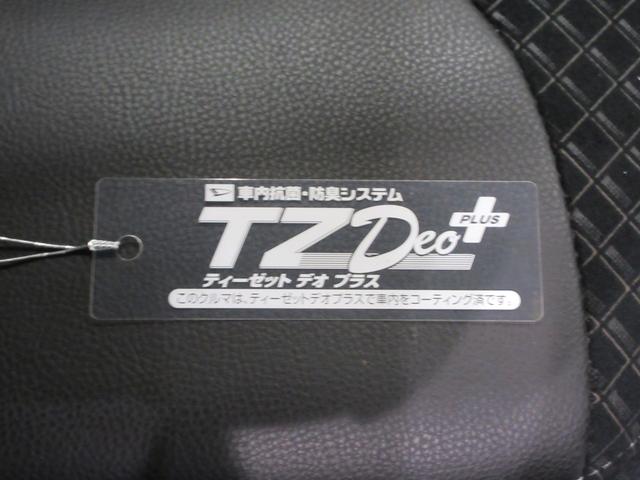 車内抗菌・防臭システム
TZ Deo PLUS
ティーゼット デオ プラス
このクルマは、ティーゼットデオプラスで車内をコーティング済です。